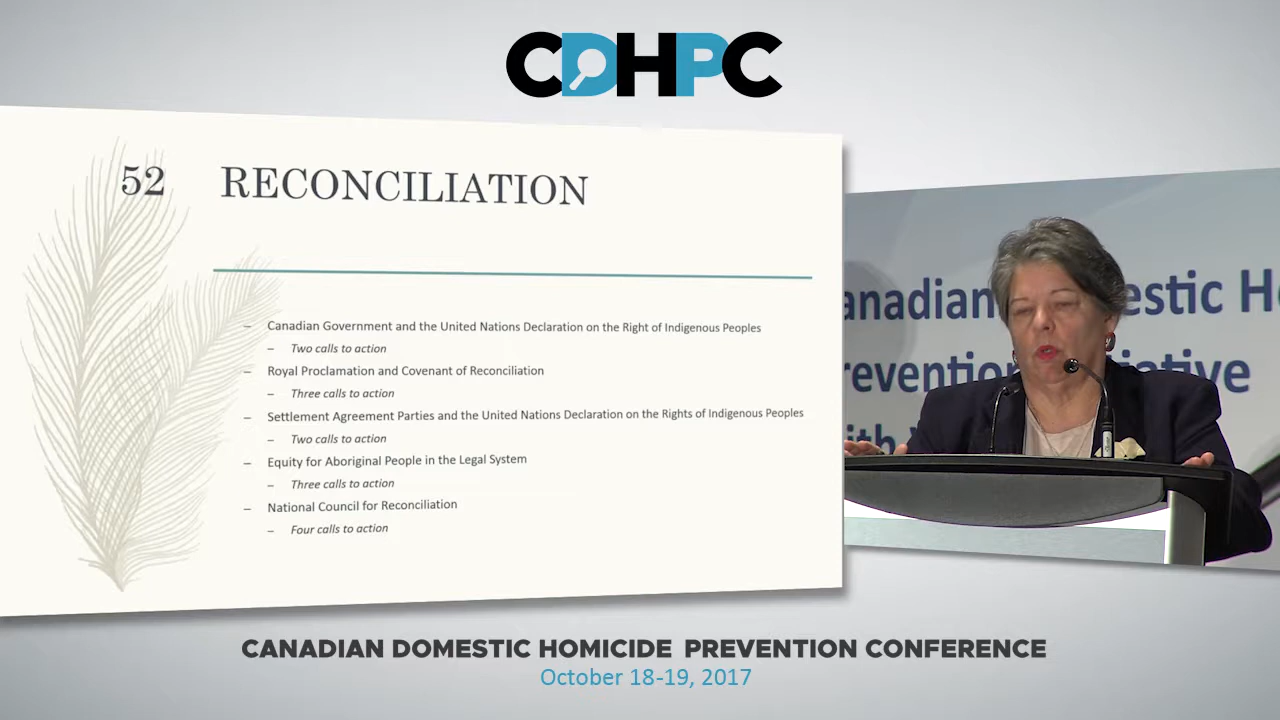 CDHPC
52 RECONCILIATION
– Canadian Government and the United Nations Declaration on the Right of Indigenous Peoples
– Two calls to action
– Royal Proclamation and Covenant of Reconciliation
– Three calls to action
– Settlement Agreement Parties and the United Nations Declaration on the Rights of Indigenous Peoples
– Two calls to action
– Equity for Aboriginal People in the Legal System
– Three calls to action
– National Council for Reconciliation
– Four calls to action
anadian estic H
reventi tiative
ith
CANADIAN DOMESTIC HOMICIDE PREVENTION CONFERENCE
October 18-19, 2017